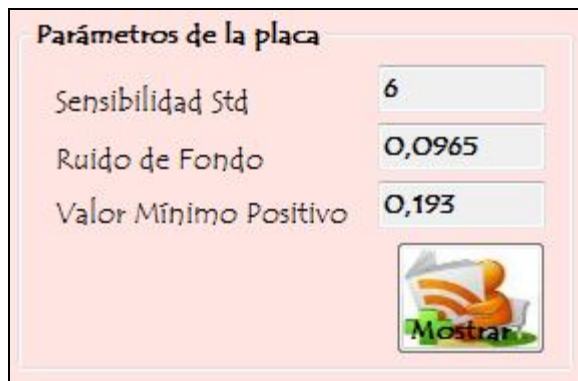 Parámetros de la placa
Sensibilidad Std 6
Ruido de Fondo 0,0965
Valor Mínimo Positivo 0,193
Mostrar